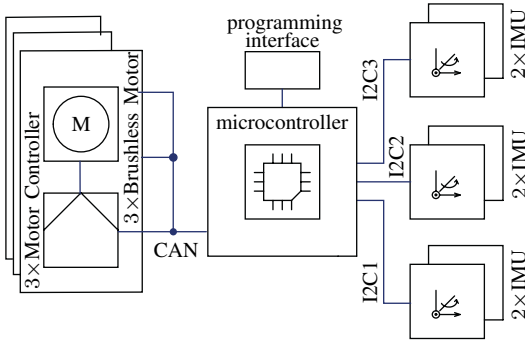 programming
interface
microcontroller
3×Motor Controller
M
3×Brushless Motor
CAN
I2C3
I2C2
I2C1
2×IMU
2×IMU
2×IMU